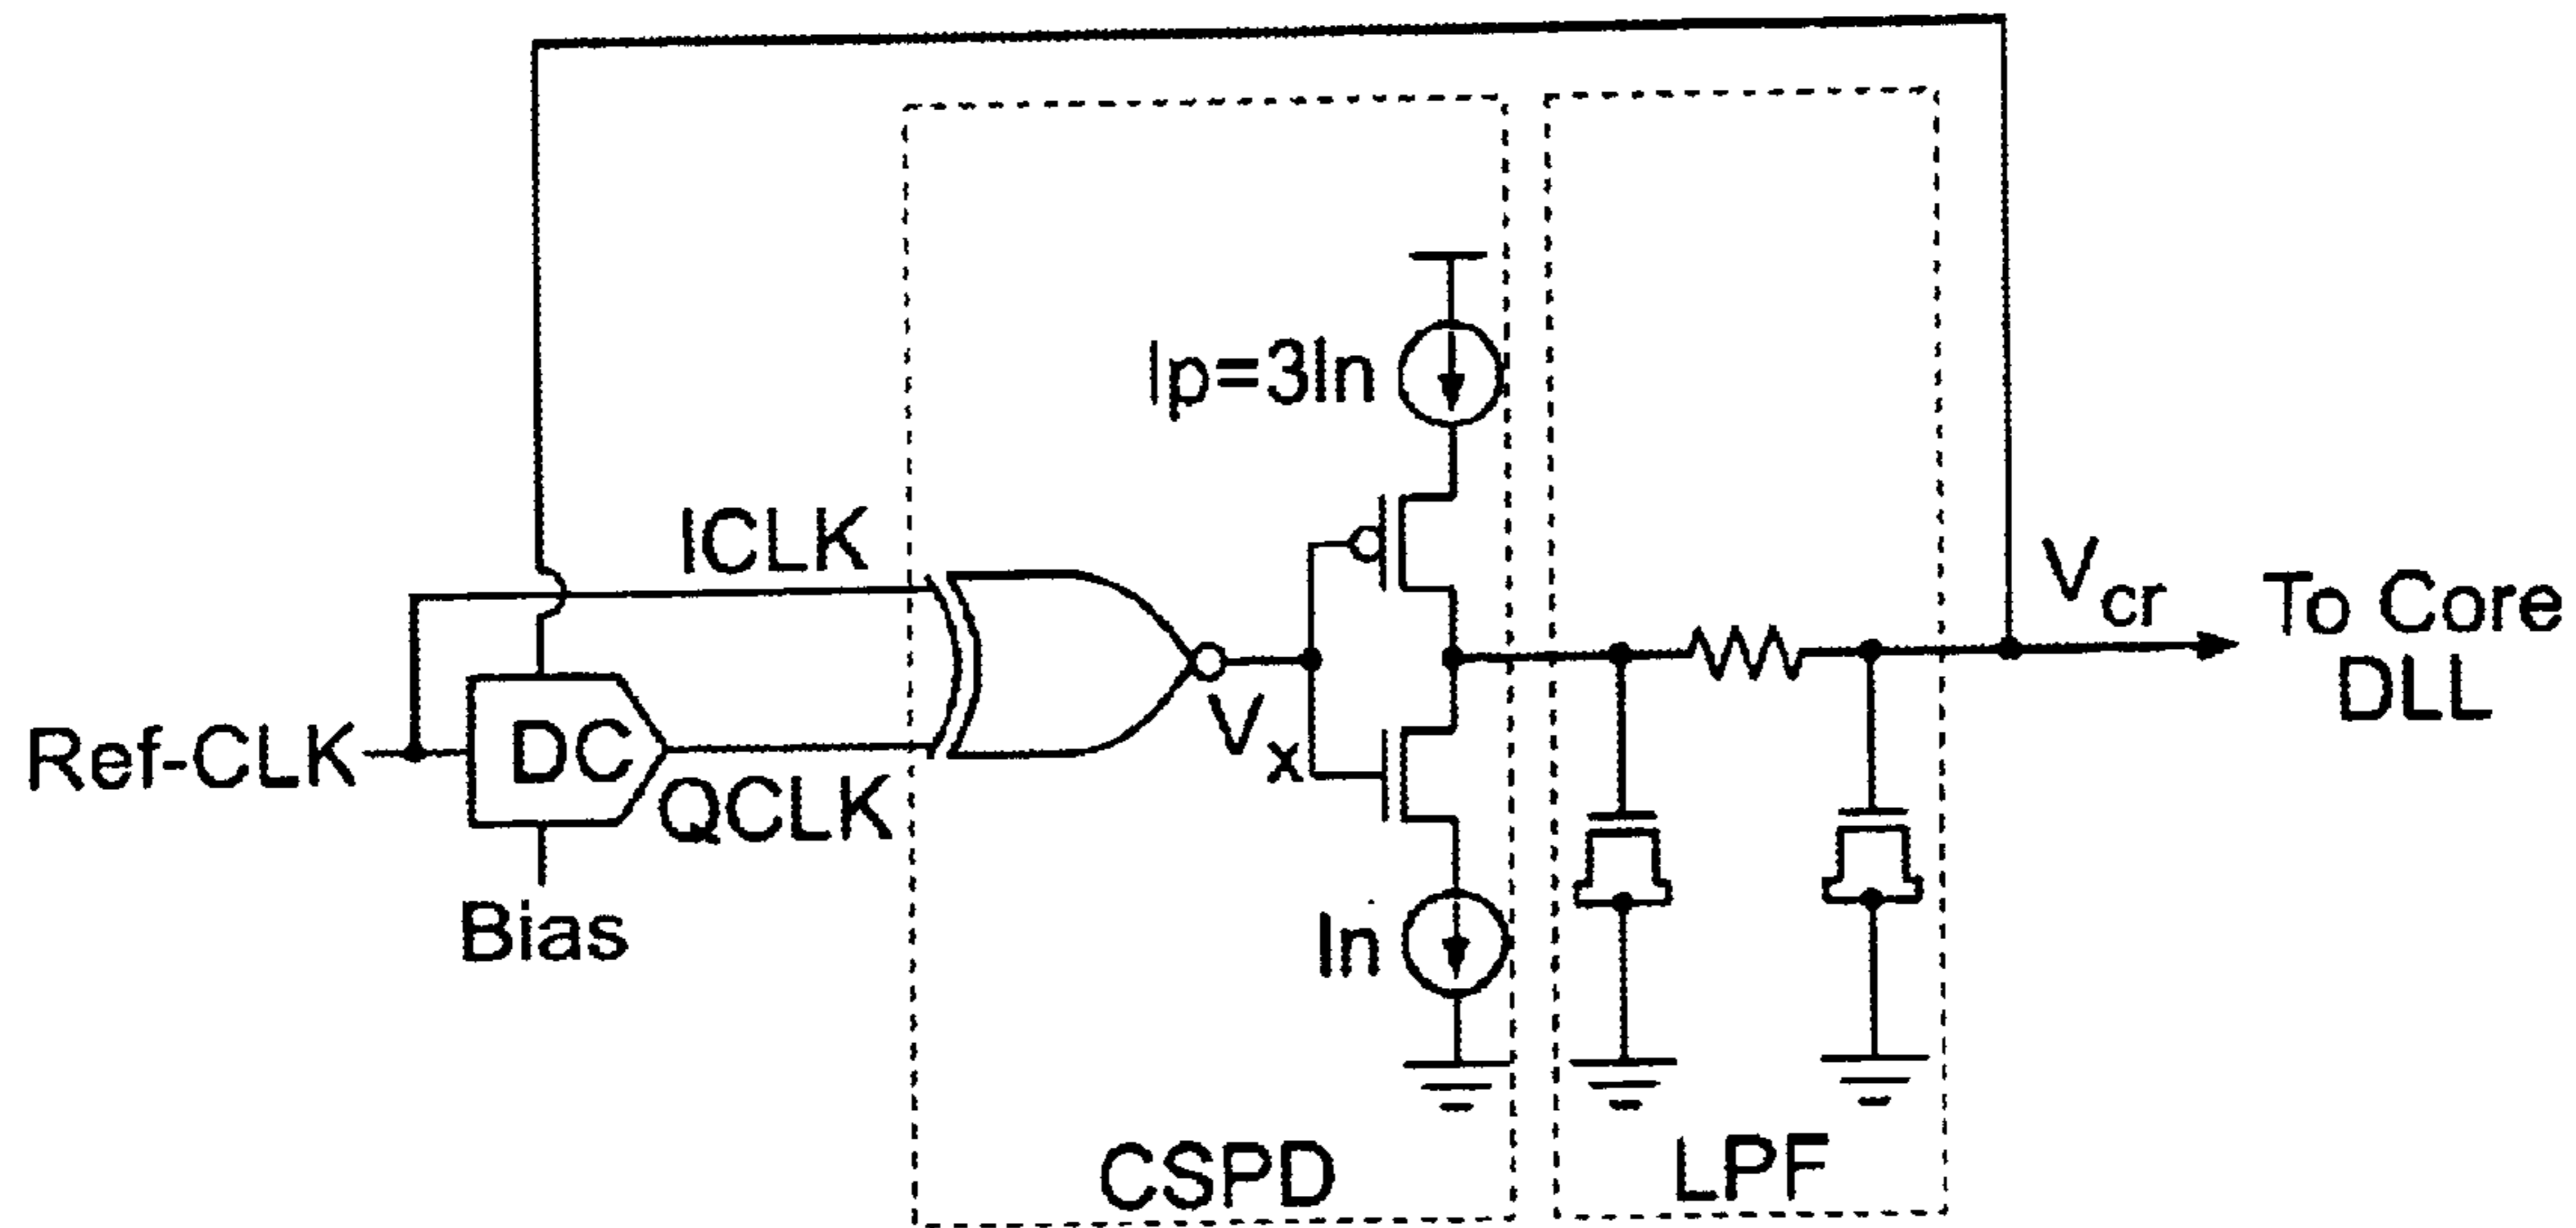 Ip=3In
ICLK
Vcr
To Core
DLL
Ref-CLK
DC
Vx
QCLK
Bias
In
CSPD
LPF